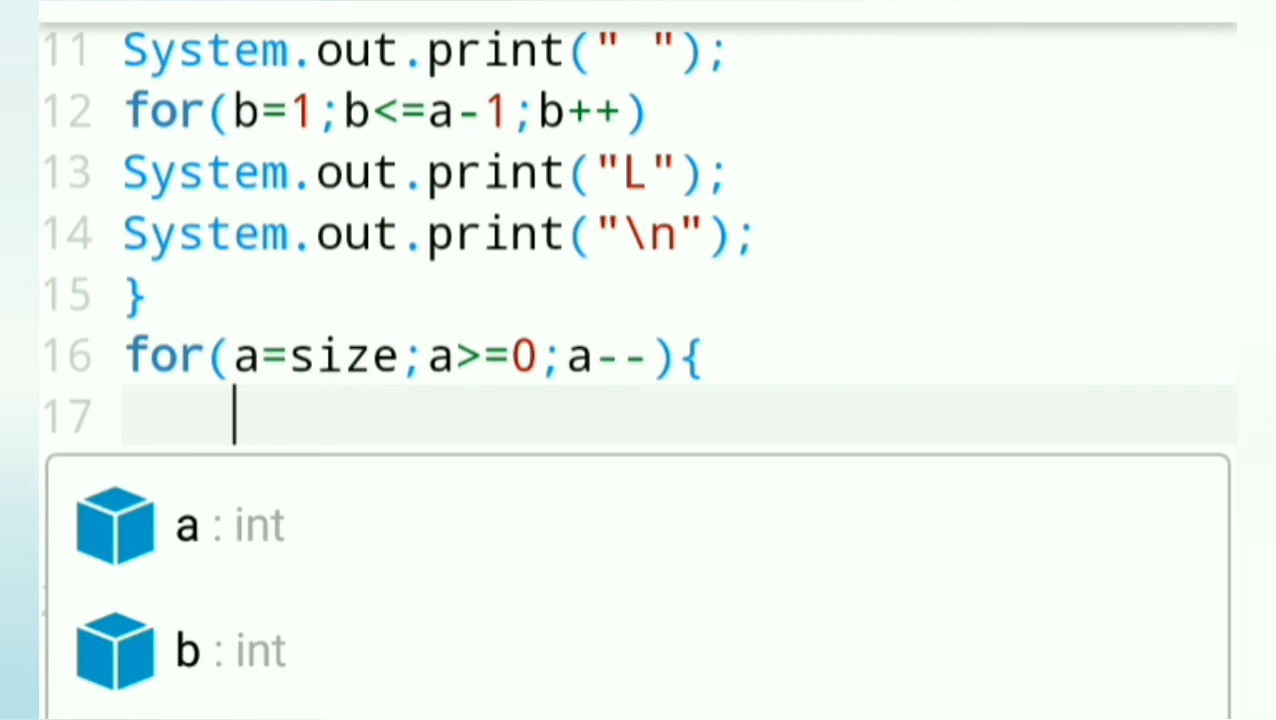 11 System.out.print(" ");
12 for(b=1;b<=a-1;b++)
13 System.out.print("L");
14 System.out.print("\n");
15 }
16 for(a=size;a>=0;a--){
17
a : int
b : int